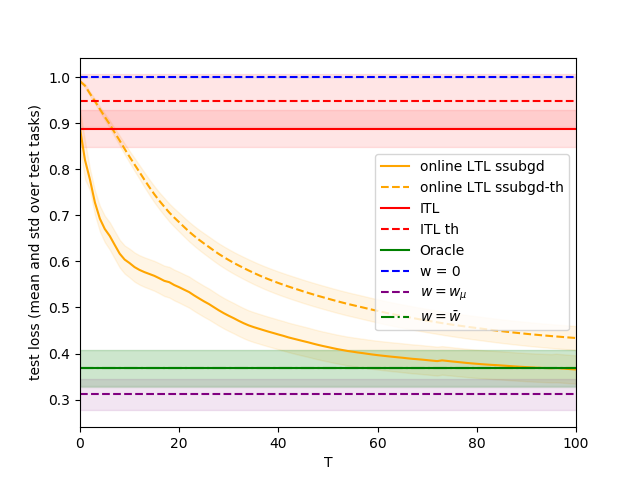 test loss (mean and std over test tasks)
1.0
0.9
0.8
0.7
0.6
0.5
0.4
0.3
online LTL ssubgd
online LTL ssubgd-th
ITL
ITL th
Oracle
w = 0
w = w_μ
w = w̄
0 20 40 60 80 100
T